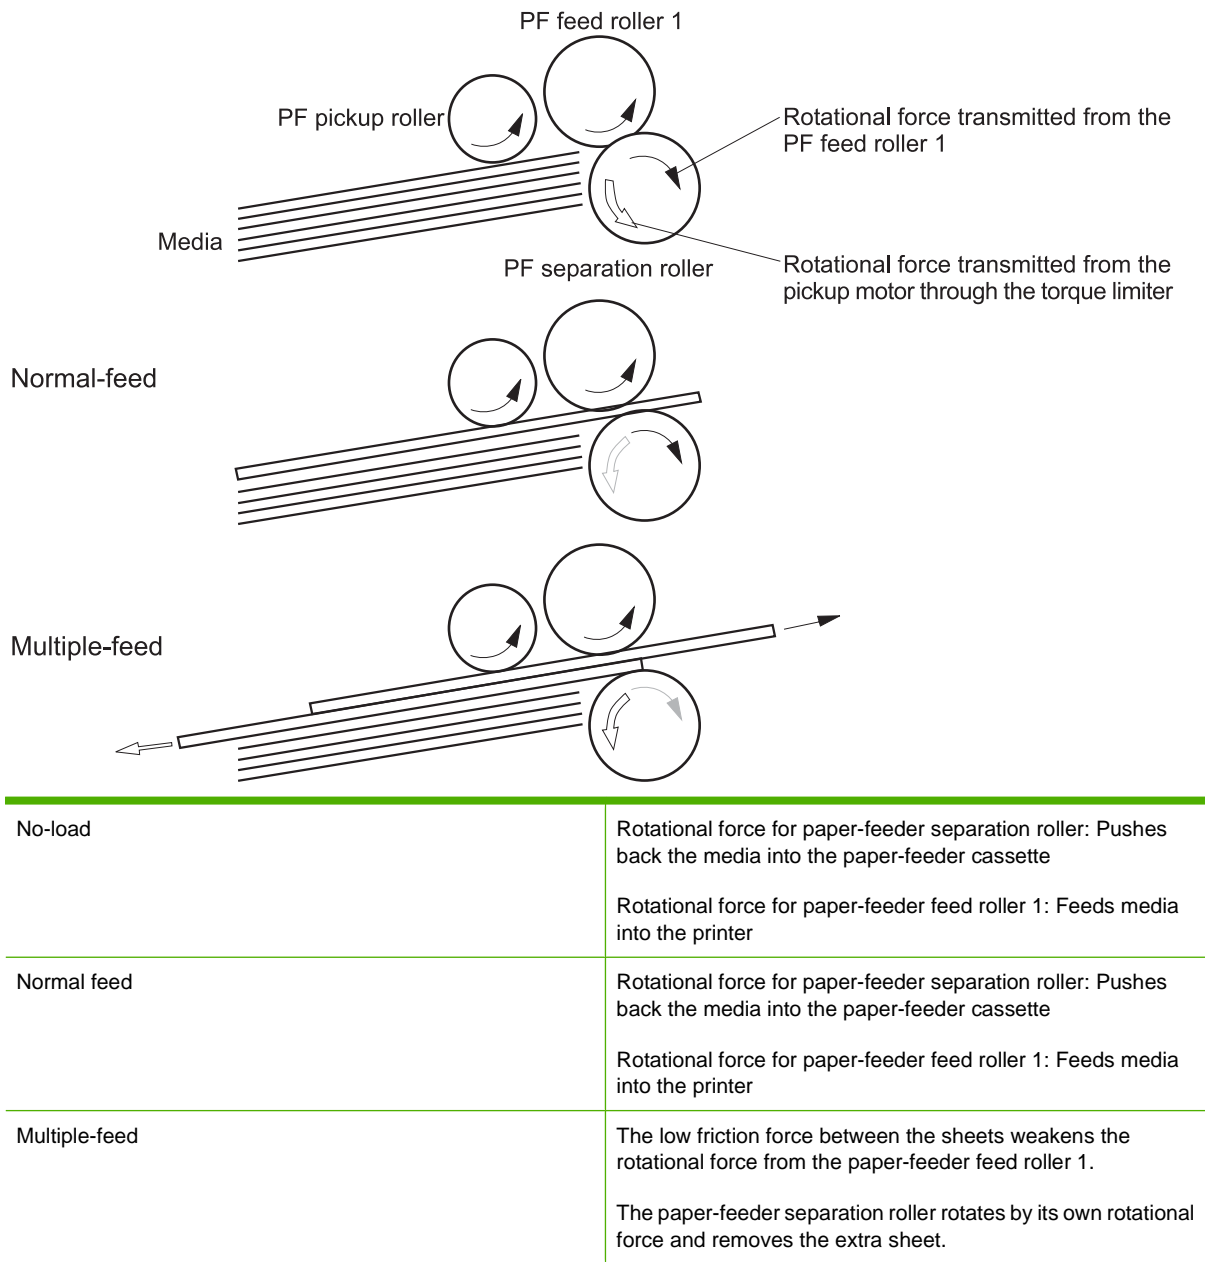 PF feed roller 1
PF pickup roller
Rotational force transmitted from the
PF feed roller 1
Media
PF separation roller
Rotational force transmitted from the
pickup motor through the torque limiter
Normal-feed
Multiple-feed
No-load
Rotational force for paper-feeder separation roller: Pushes
back the media into the paper-feeder cassette
Rotational force for paper-feeder feed roller 1: Feeds media
into the printer
Normal feed
Rotational force for paper-feeder separation roller: Pushes
back the media into the paper-feeder cassette
Rotational force for paper-feeder feed roller 1: Feeds media
into the printer
Multiple-feed
The low friction force between the sheets weakens the
rotational force from the paper-feeder feed roller 1.
The paper-feeder separation roller rotates by its own rotational
force and removes the extra sheet.